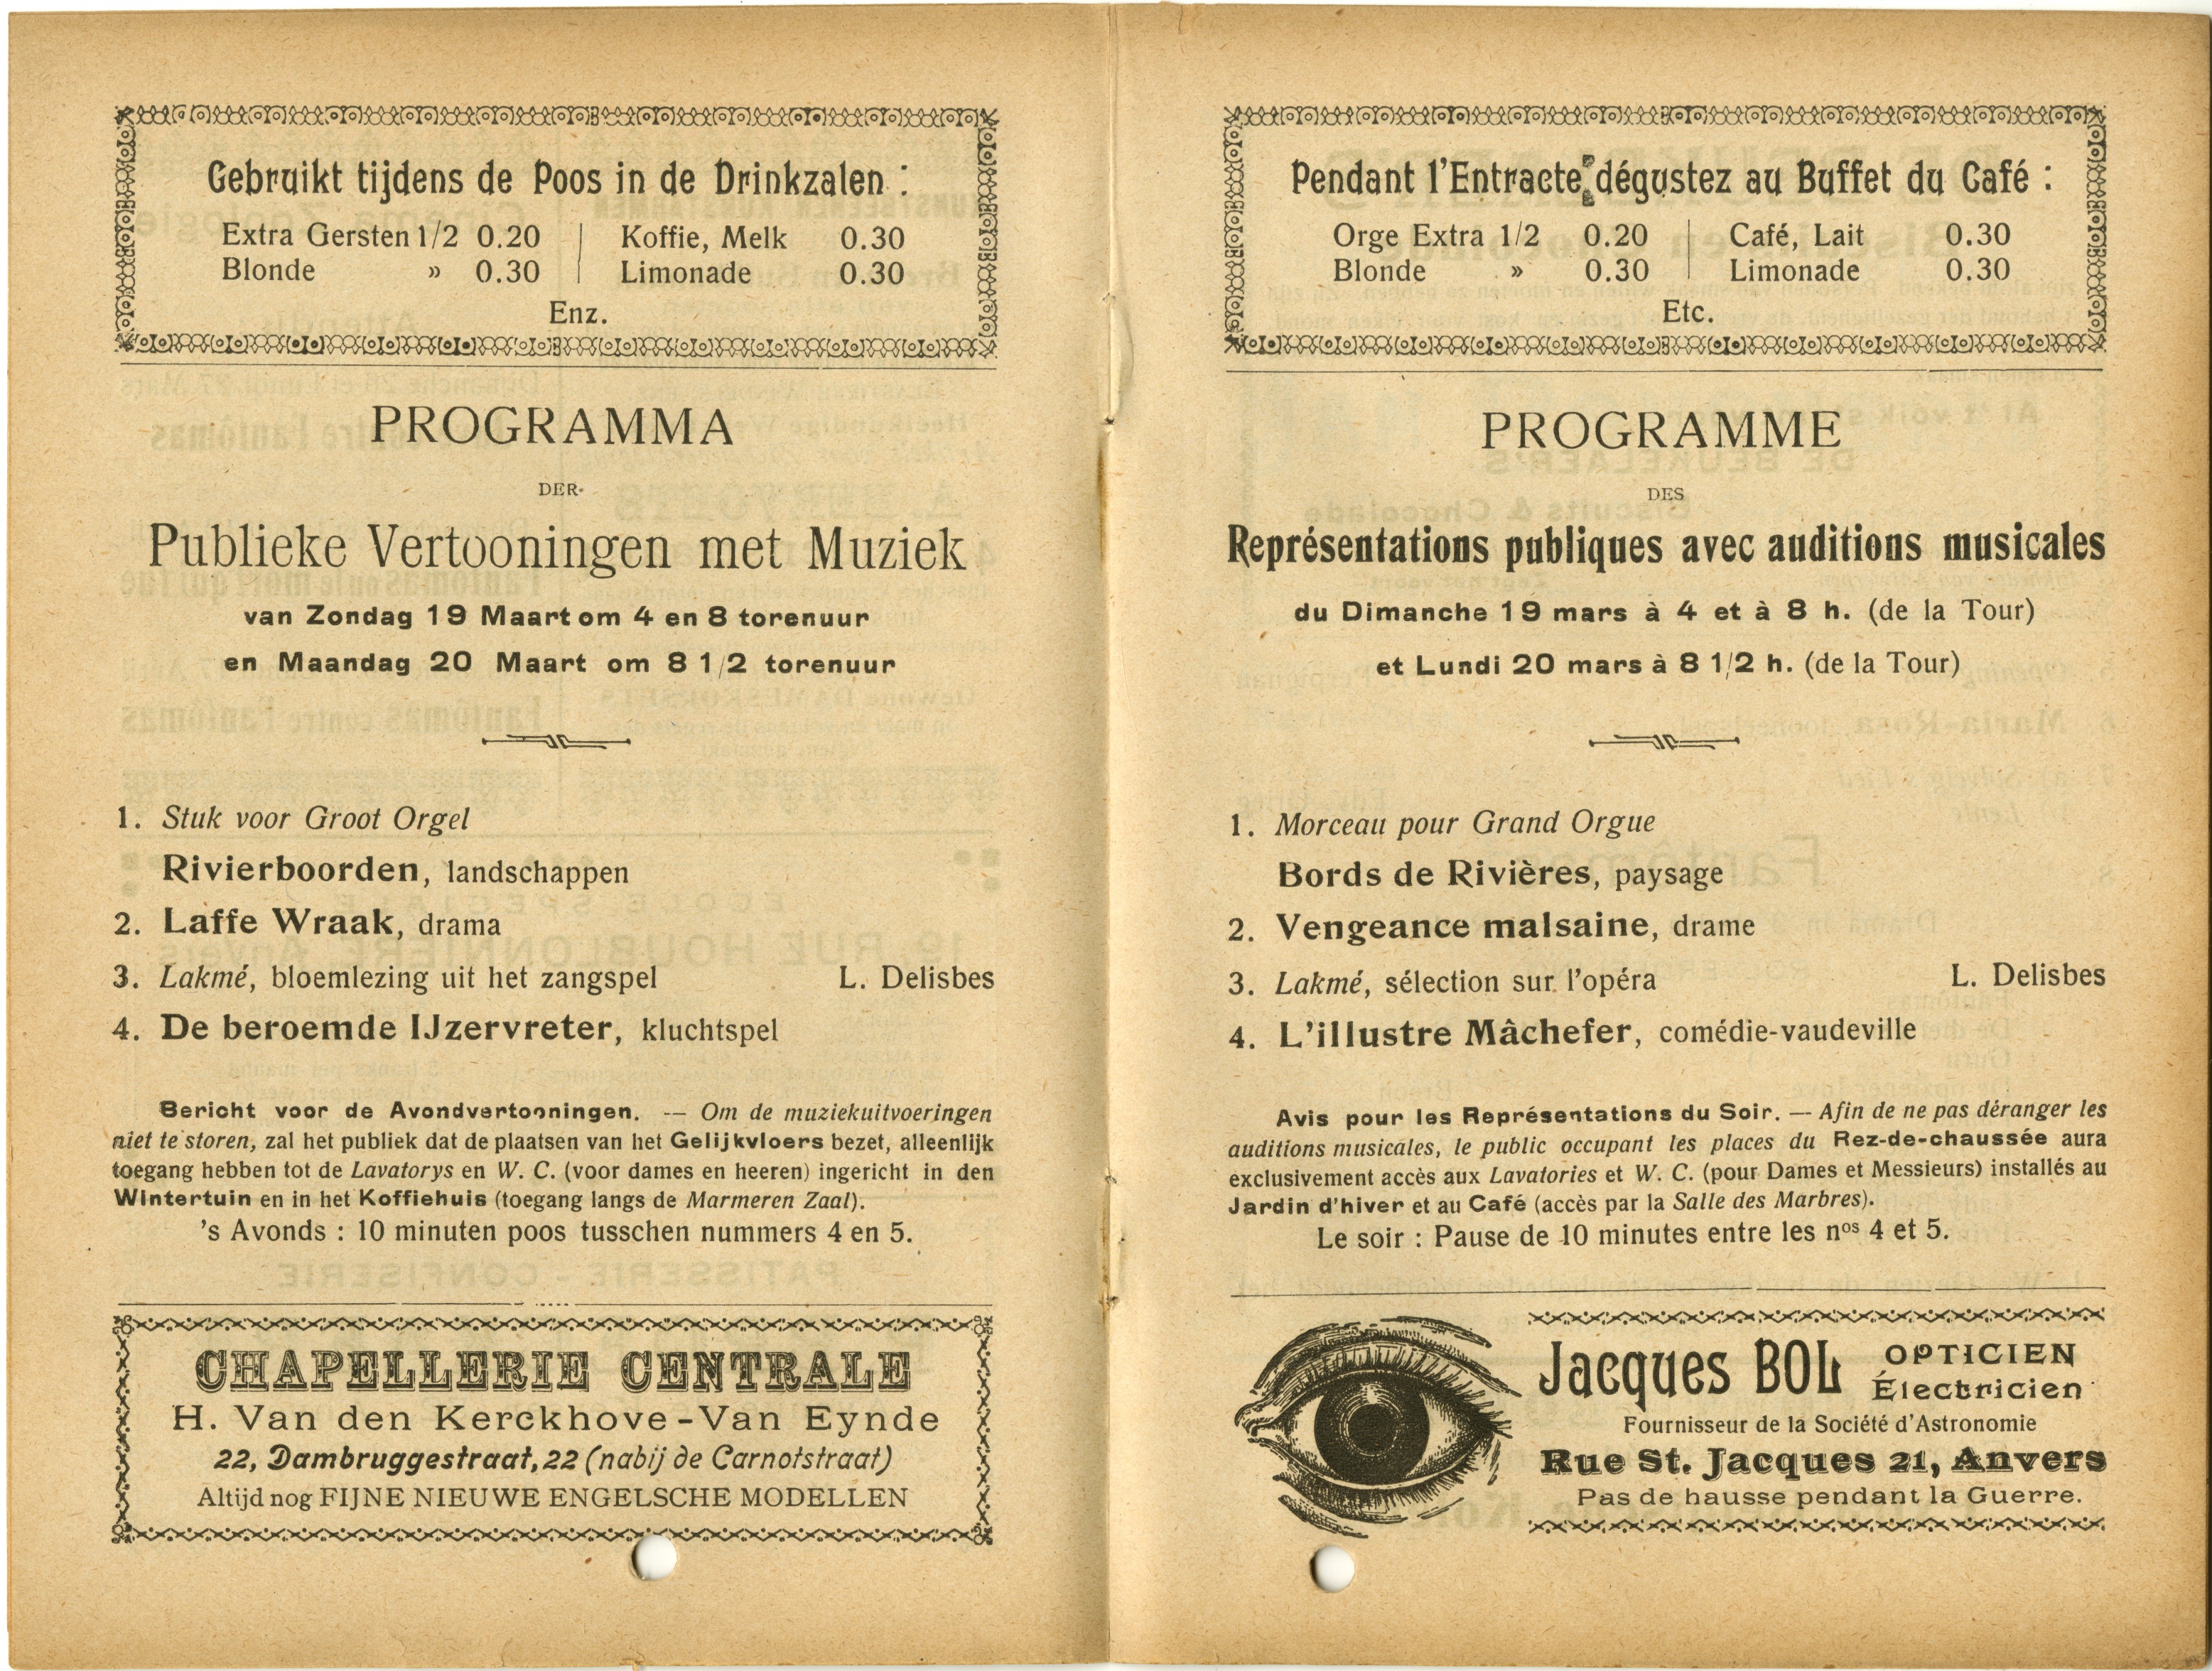 Gebruikt tijdens de Poos in de Drinkzalen :
Extra Gersten 1/2 0.20 Koffie, Melk 0.30
Blonde » 0.30 Limonade 0.30
Enz.
PROGRAMMA
DER
Publieke Vertooningen met Muziek
van Zondag 19 Maart om 4 en 8 torenuur
en Maandag 20 Maart om 8 1/2 torenuur
1. Stuk voor Groot Orgel
Rivierboorden, landschappen
2. Laffe Wraak, drama
3. Lakmé, bloemlezing uit het zangspel L. Delisbes
4. De beroemde IJzervreter, kluchtspel
Bericht voor de Avondvertooningen. — Om de muziekuitvoeringen
niet te storen, zal het publiek dat de plaatsen van het Gelijkvloers bezet, alleenlijk
toegang hebben tot de Lavatorys en W. C. (voor dames en heeren) ingericht in den
Wintertuin en in het Koffiehuis (toegang langs de Marmeren Zaal).
's Avonds : 10 minuten poos tusschen nummers 4 en 5.
CHAPELLERIE CENTRALE
H. Van den Kerckhove-Van Eynde
22, Dambruggestraat, 22 (nabij de Carnotstraat)
Altijd nog FIJNE NIEUWE ENGELSCHE MODELLEN
Pendant l'Entracte dégustez au Buffet du Café :
Orge Extra 1/2 0.20 Café, Lait 0.30
Blonde » 0.30 Limonade 0.30
Etc.
PROGRAMME
DES
Représentations publiques avec auditions musicales
du Dimanche 19 mars à 4 et à 8 h. (de la Tour)
et Lundi 20 mars à 8 1/2 h. (de la Tour)
1. Morceau pour Grand Orgue
Bords de Rivières, paysage
2. Vengeance malsaine, drame
3. Lakmé, sélection sur l'opéra L. Delisbes
4. L'illustre Mâchefer, comédie-vaudeville
Avis pour les Représentations du Soir. — Afin de ne pas déranger les
auditions musicales, le public occupant les places du Rez-de-chaussée aura
exclusivement accès aux Lavatories et W. C. (pour Dames et Messieurs) installés au
Jardin d'hiver et au Café (accès par la Salle des Marbres).
Le soir : Pause de 10 minutes entre les nos 4 et 5.
Jacques BOL OPTICIEN
Électricien
Fournisseur de la Société d'Astronomie
Rue St. Jacques 21, Anvers
Pas de hausse pendant la Guerre.